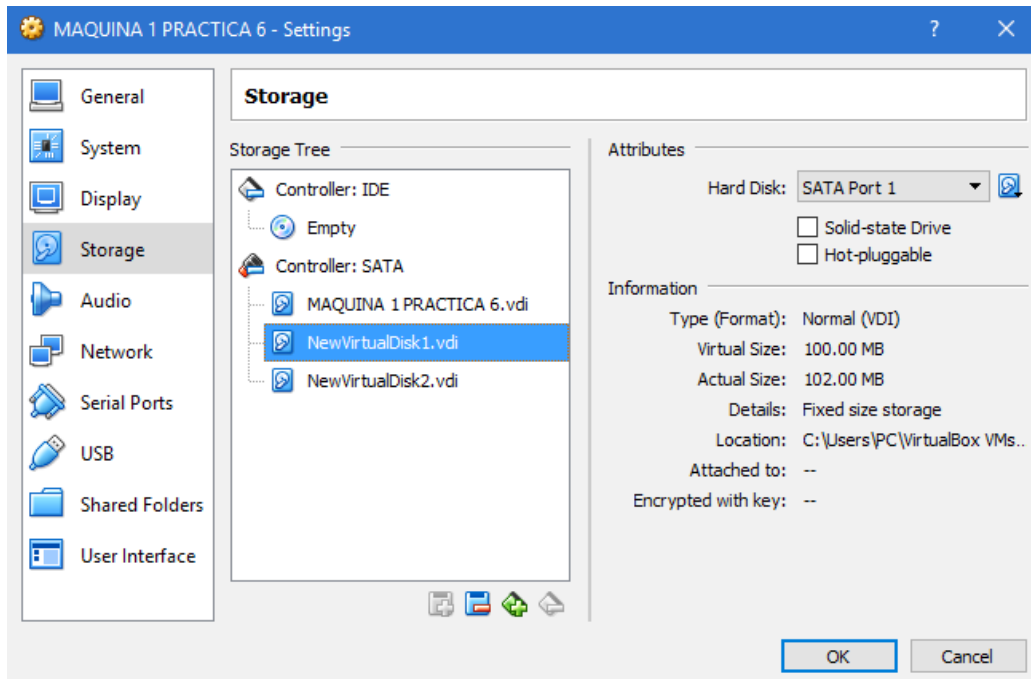 MAQUINA 1 PRACTICA 6 - Settings
?
General
System
Display
Storage
Audio
Network
Serial Ports
USB
Shared Folders
User Interface
Storage
Storage Tree
Controller: IDE
Empty
Controller: SATA
MAQUINA 1 PRACTICA 6.vdi
NewVirtualDisk1.vdi
NewVirtualDisk2.vdi
Attributes
Hard Disk: SATA Port 1
Solid-state Drive
Hot-pluggable
Information
Type (Format): Normal (VDI)
Virtual Size: 100.00 MB
Actual Size: 102.00 MB
Details: Fixed size storage
Location: C:\Users\PC\VirtualBox VMs..
Attached to: --
Encrypted with key: --
OK
Cancel